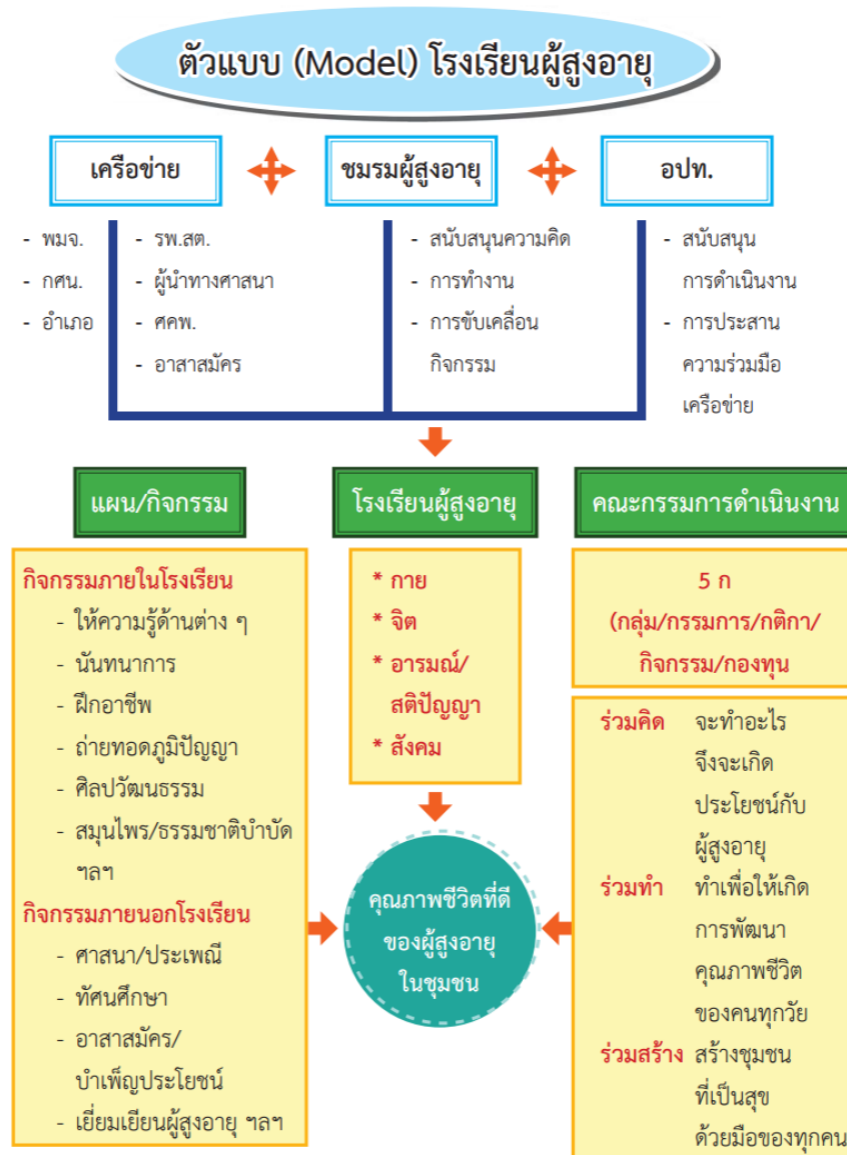 ตัวแบบ (Model) โรงเรียนผู้สูงอายุ
เครือข่าย
ชมรมผู้สูงอายุ
อปท.
- พมจ.
- กศน.
- อำเภอ
- รพ.สต.
- ผู้นำทางศาสนา
- ศคพ.
- อาสาสมัคร
- สนับสนุนความคิด
- การทำงาน
- การขับเคลื่อน
กิจกรรม
- สนับสนุน
การดำเนินงาน
- การประสาน
ความร่วมมือ
เครือข่าย
แผน/กิจกรรม
กิจกรรมภายในโรงเรียน
- ให้ความรู้ด้านต่าง ๆ
- นันทนาการ
- ฝึกอาชีพ
- ถ่ายทอดภูมิปัญญา
- ศิลปวัฒนธรรม
- สมุนไพร/ธรรมชาติบำบัด
ฯลฯ
กิจกรรมภายนอกโรงเรียน
- ศาสนา/ประเพณี
- ทัศนศึกษา
- อาสาสมัคร/
บำเพ็ญประโยชน์
- เยี่ยมเยียนผู้สูงอายุ ฯลฯ
โรงเรียนผู้สูงอายุ
* กาย
* จิต
* อารมณ์/
สติปัญญา
* สังคม
คุณภาพชีวิตที่ดี
ของผู้สูงอายุ
ในชุมชน
คณะกรรมการดำเนินงาน
5 ก
(กลุ่ม/กรรมการ/กติกา/
กิจกรรม/กองทุน
ร่วมคิด จะทำอะไร
จึงจะเกิด
ประโยชน์กับ
ผู้สูงอายุ
ร่วมทำ ทำเพื่อให้เกิด
การพัฒนา
คุณภาพชีวิต
ของคนทุกวัย
ร่วมสร้าง สร้างชุมชน
ที่เป็นสุข
ด้วยมือของทุกคน